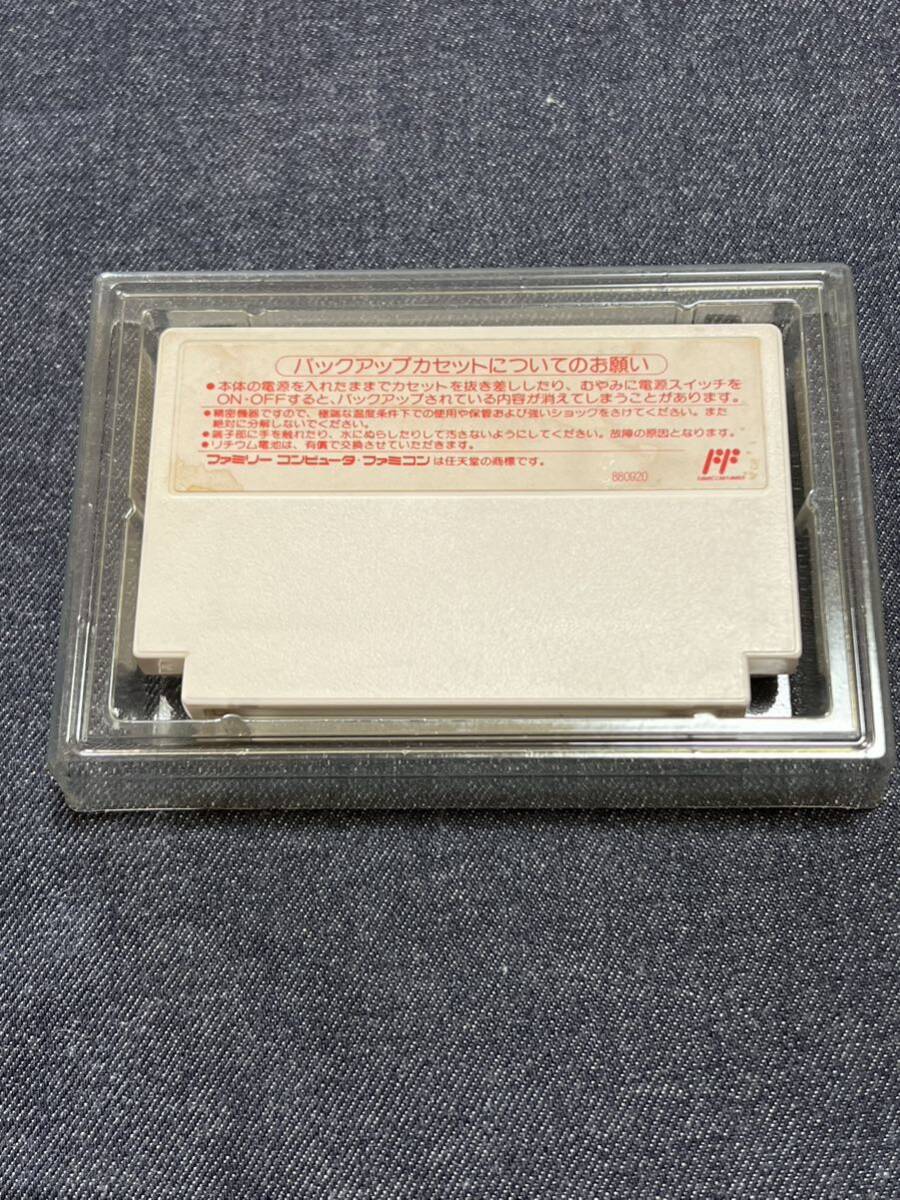 バックアップカセットについてのお願い
●本体の電源を入れたままでカセットを抜き差ししたり、むやみに電源スイッチを
ON・OFFすると、バックアップされている内容が消えてしまうことがあります。
●精密機器ですので、極端な温度条件下での使用や保管および強いショックをさけてください。また
絶対に分解しないでください。
●端子部に手を触れたり、水にぬらしたりして汚さないようにしてください。故障の原因となります。
●リチウム電池は、有償で交換させていただきます。
ファミリー コンピュータ・ファミコンは任天堂の商標です。
880920